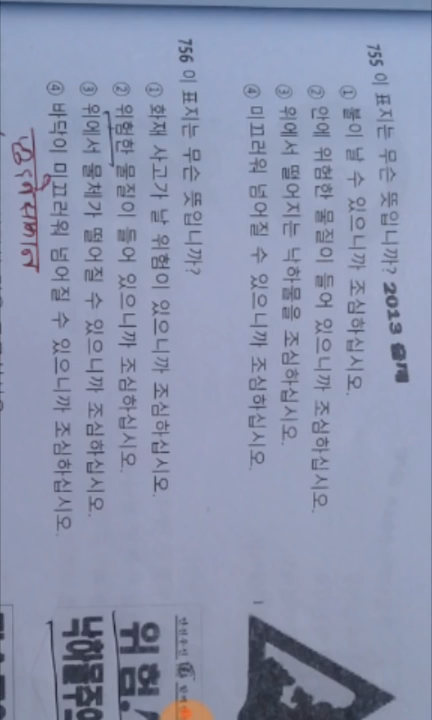 755 이 표지는 무슨 뜻입니까? 2013 출제
① 불이 날 수 있으니까 조심하십시오.
② 안에 위험한 물질이 들어 있으니까 조심하십시오.
③ 위에서 떨어지는 낙하물을 조심하십시오.
④ 미끄러워 넘어질 수 있으니까 조심하십시오.
756 이 표지는 무슨 뜻입니까?
① 화재 사고가 날 위험이 있으니까 조심하십시오.
② 위험한 물질이 들어 있으니까 조심하십시오.
③ 위에서 물체가 떨어질 수 있으니까 조심하십시오.
④ 바닥이 미끄러워 넘어질 수 있으니까 조심하십시오.
위험
낙하물주의